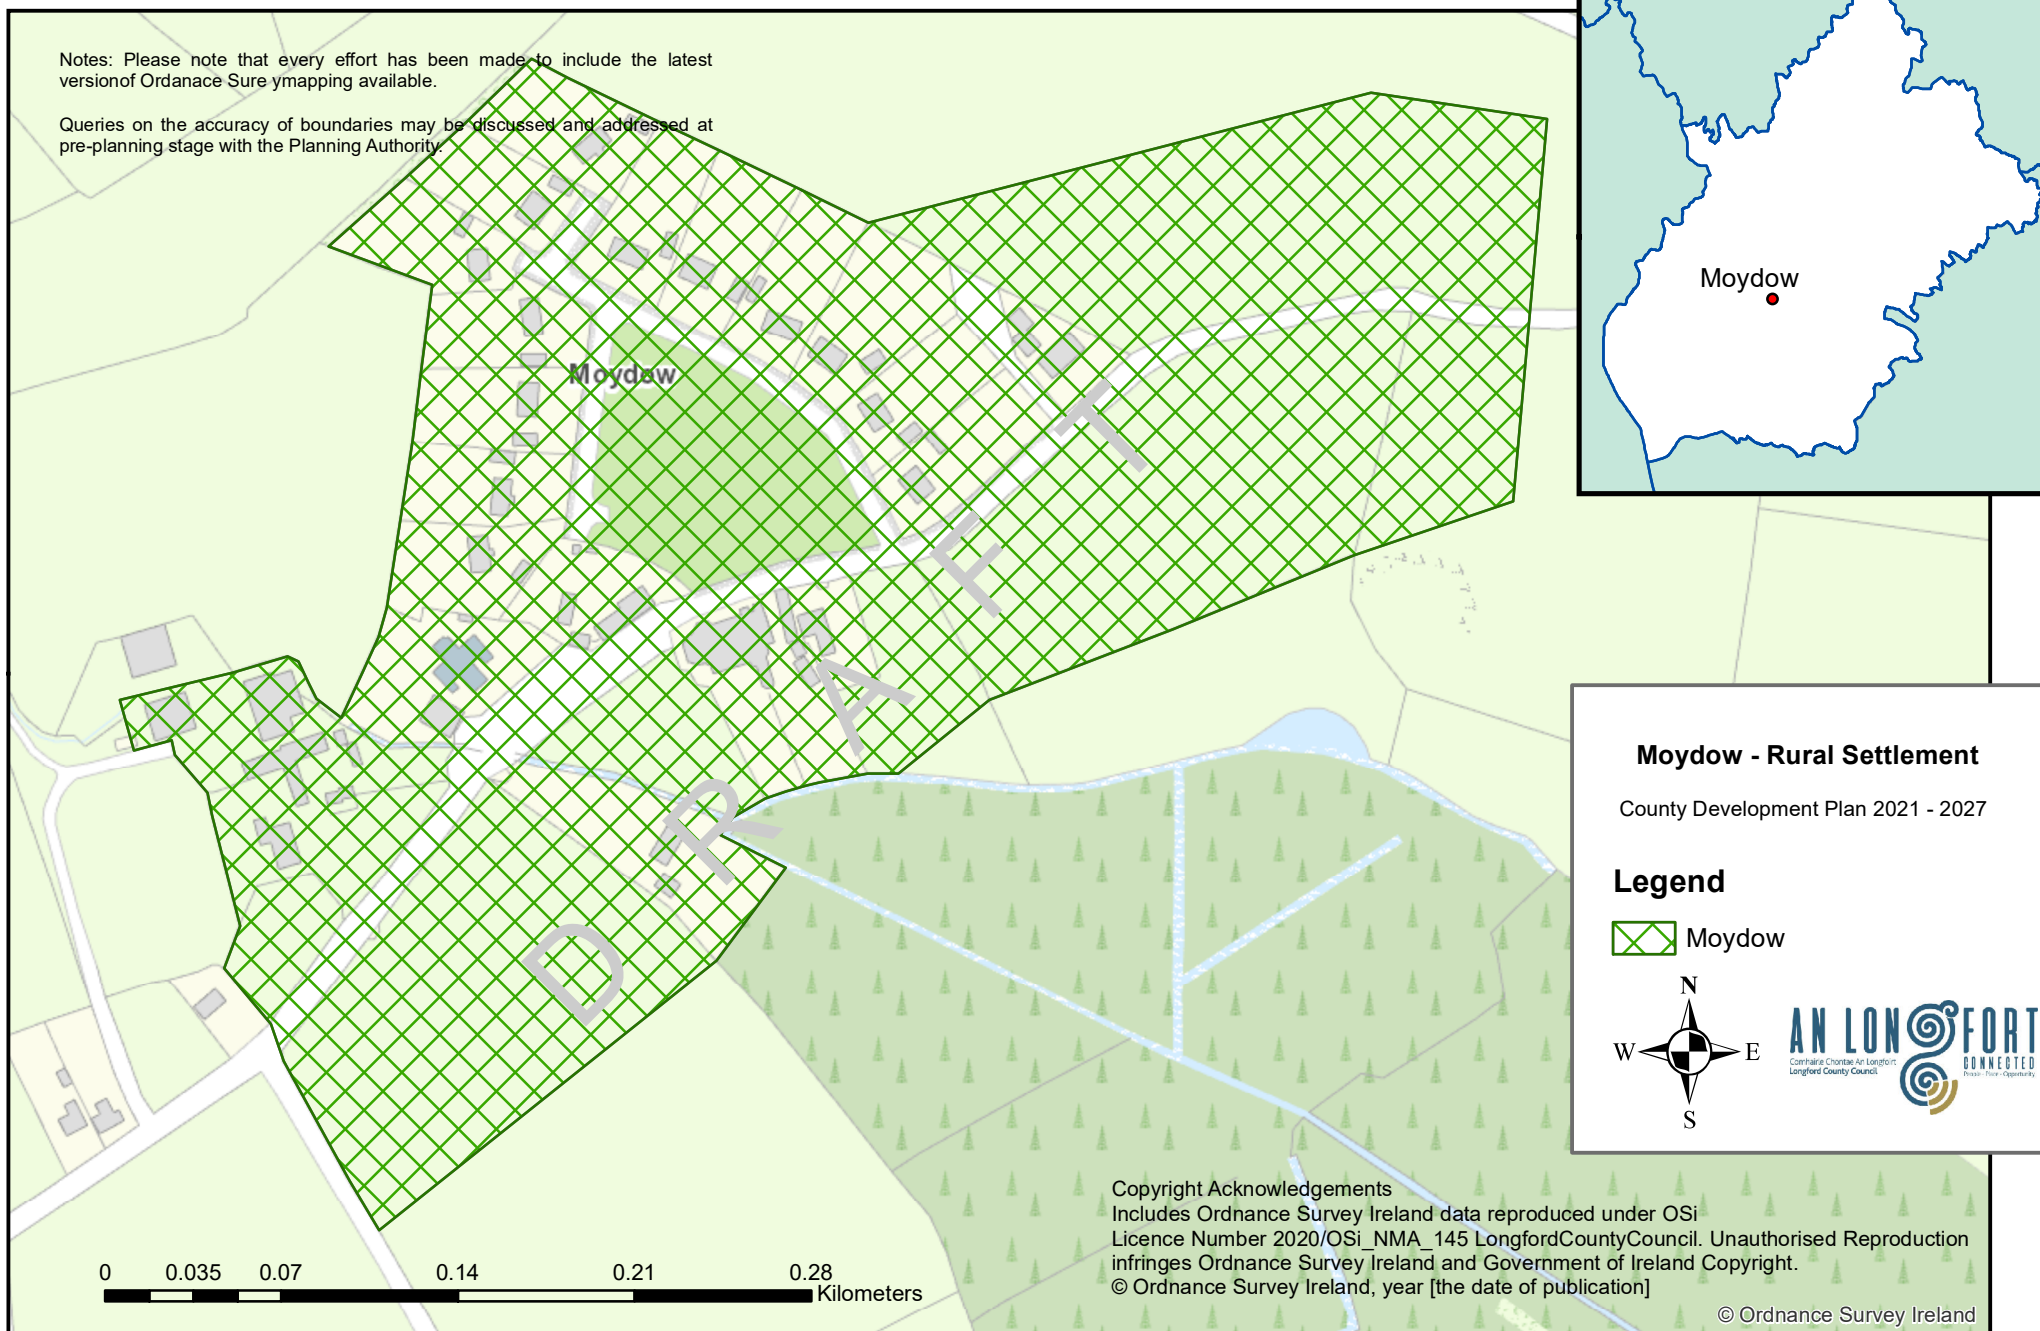 Notes: Please note that every effort has been made to include the latest
versionof Ordanace Sure ymapping available.
Queries on the accuracy of boundaries may be discussed and addressed at
pre-planning stage with the Planning Authority.
Moydow
Moydow
D R A F T
Moydow - Rural Settlement
County Development Plan 2021 - 2027
Legend
Moydow
N
W E
S
AN LONGFORT
CONNECTED
Comhairle Chontae An Longfoirt
Longford County Council
People - Place - Opportunity
Copyright Acknowledgements
Includes Ordnance Survey Ireland data reproduced under OSi
Licence Number 2020/OSi_NMA_145 LongfordCountyCouncil. Unauthorised Reproduction
infringes Ordnance Survey Ireland and Government of Ireland Copyright.
© Ordnance Survey Ireland, year [the date of publication]
0 0.035 0.07 0.14 0.21 0.28
Kilometers
© Ordnance Survey Ireland